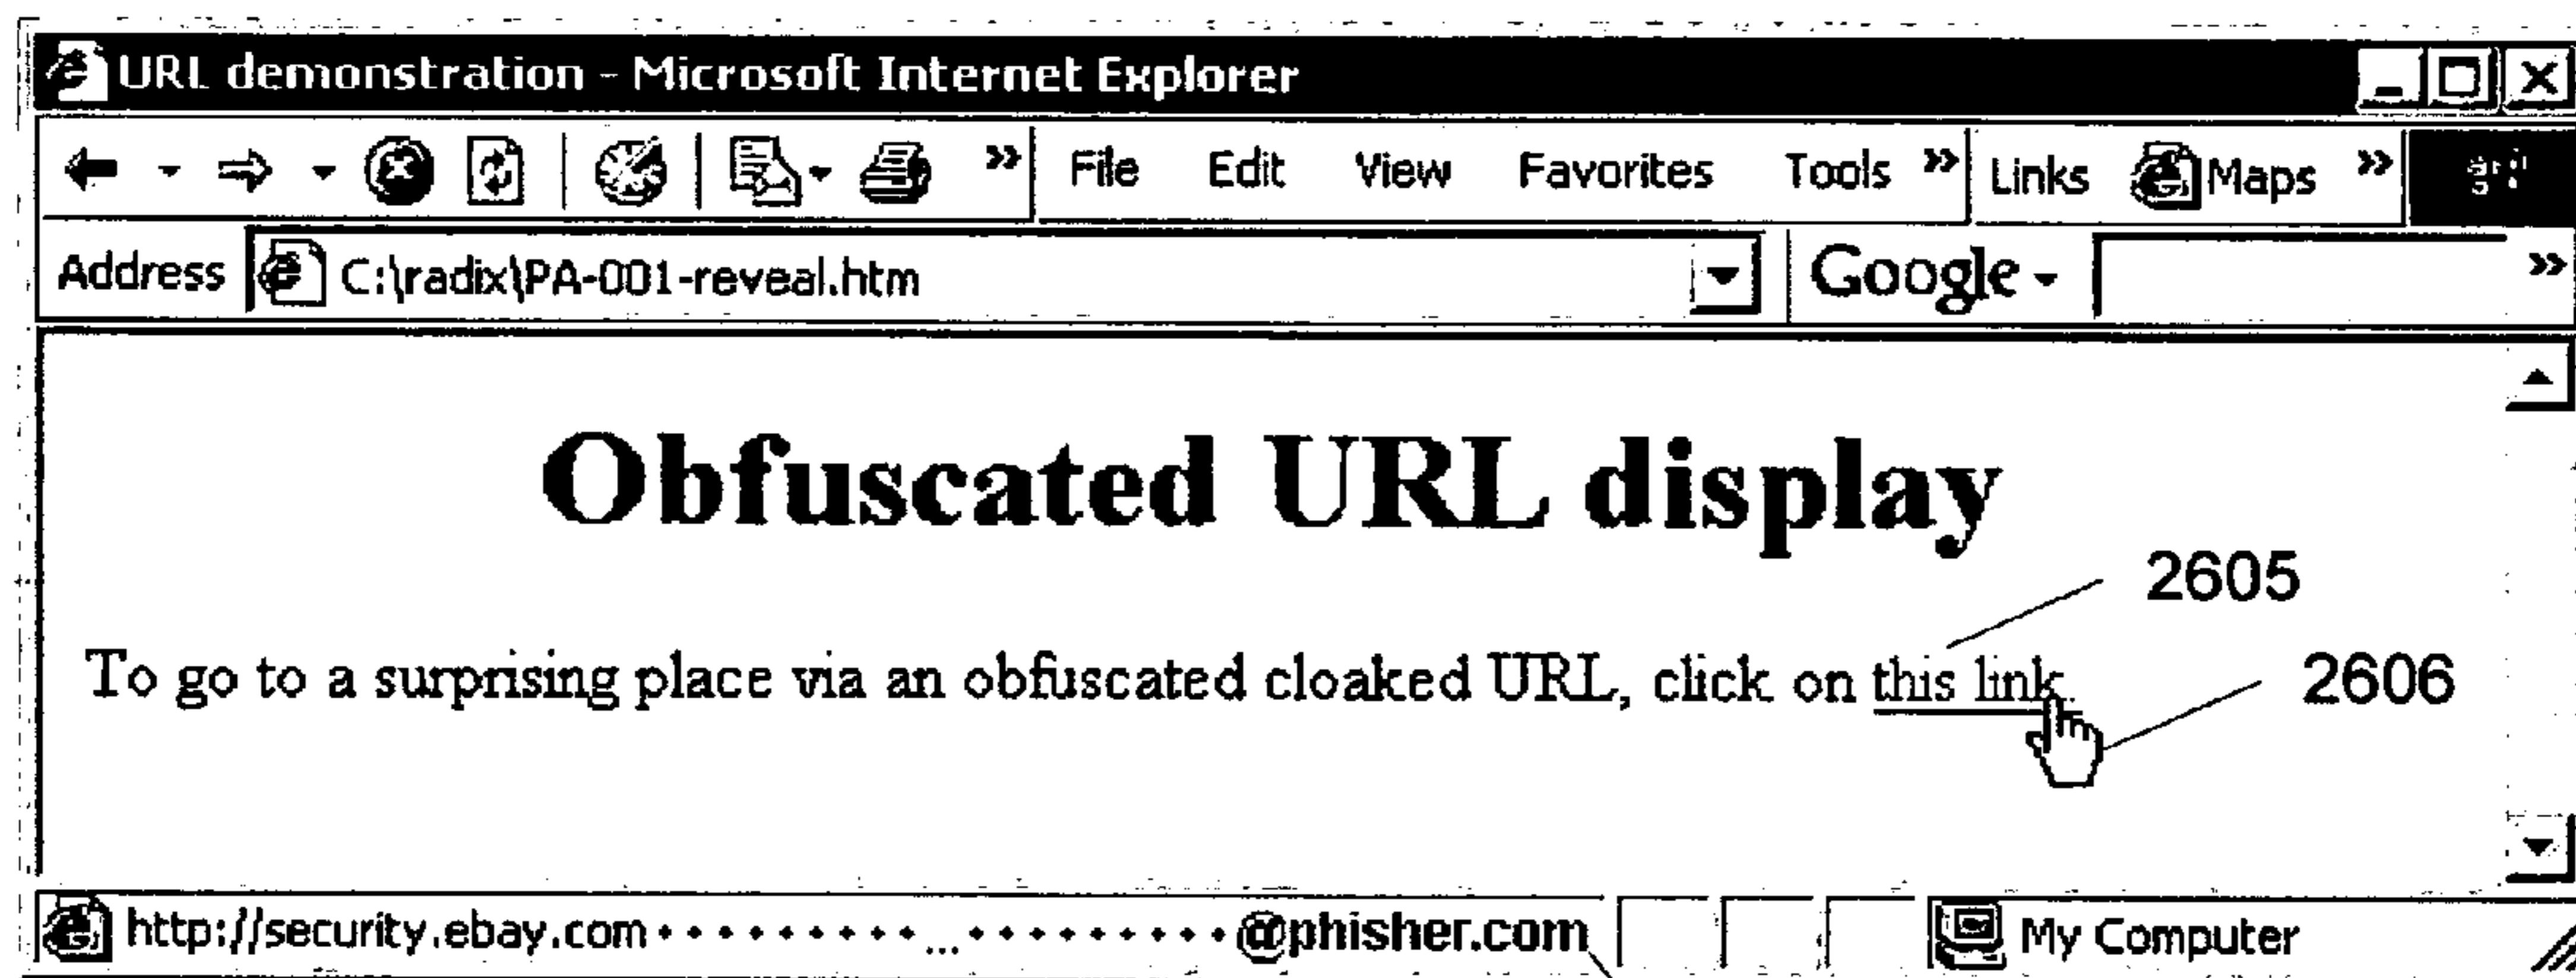 URL demonstration - Microsoft Internet Explorer
» File Edit View Favorites Tools » Links Maps »
Address C:\radix\PA-001-reveal.htm Google »
Obfuscated URL display
2605
To go to a surprising place via an obfuscated cloaked URL, click on this link.
2606
http://security.ebay.com • • • • • • • • • ... • • • • • • • • • @phisher.com My Computer